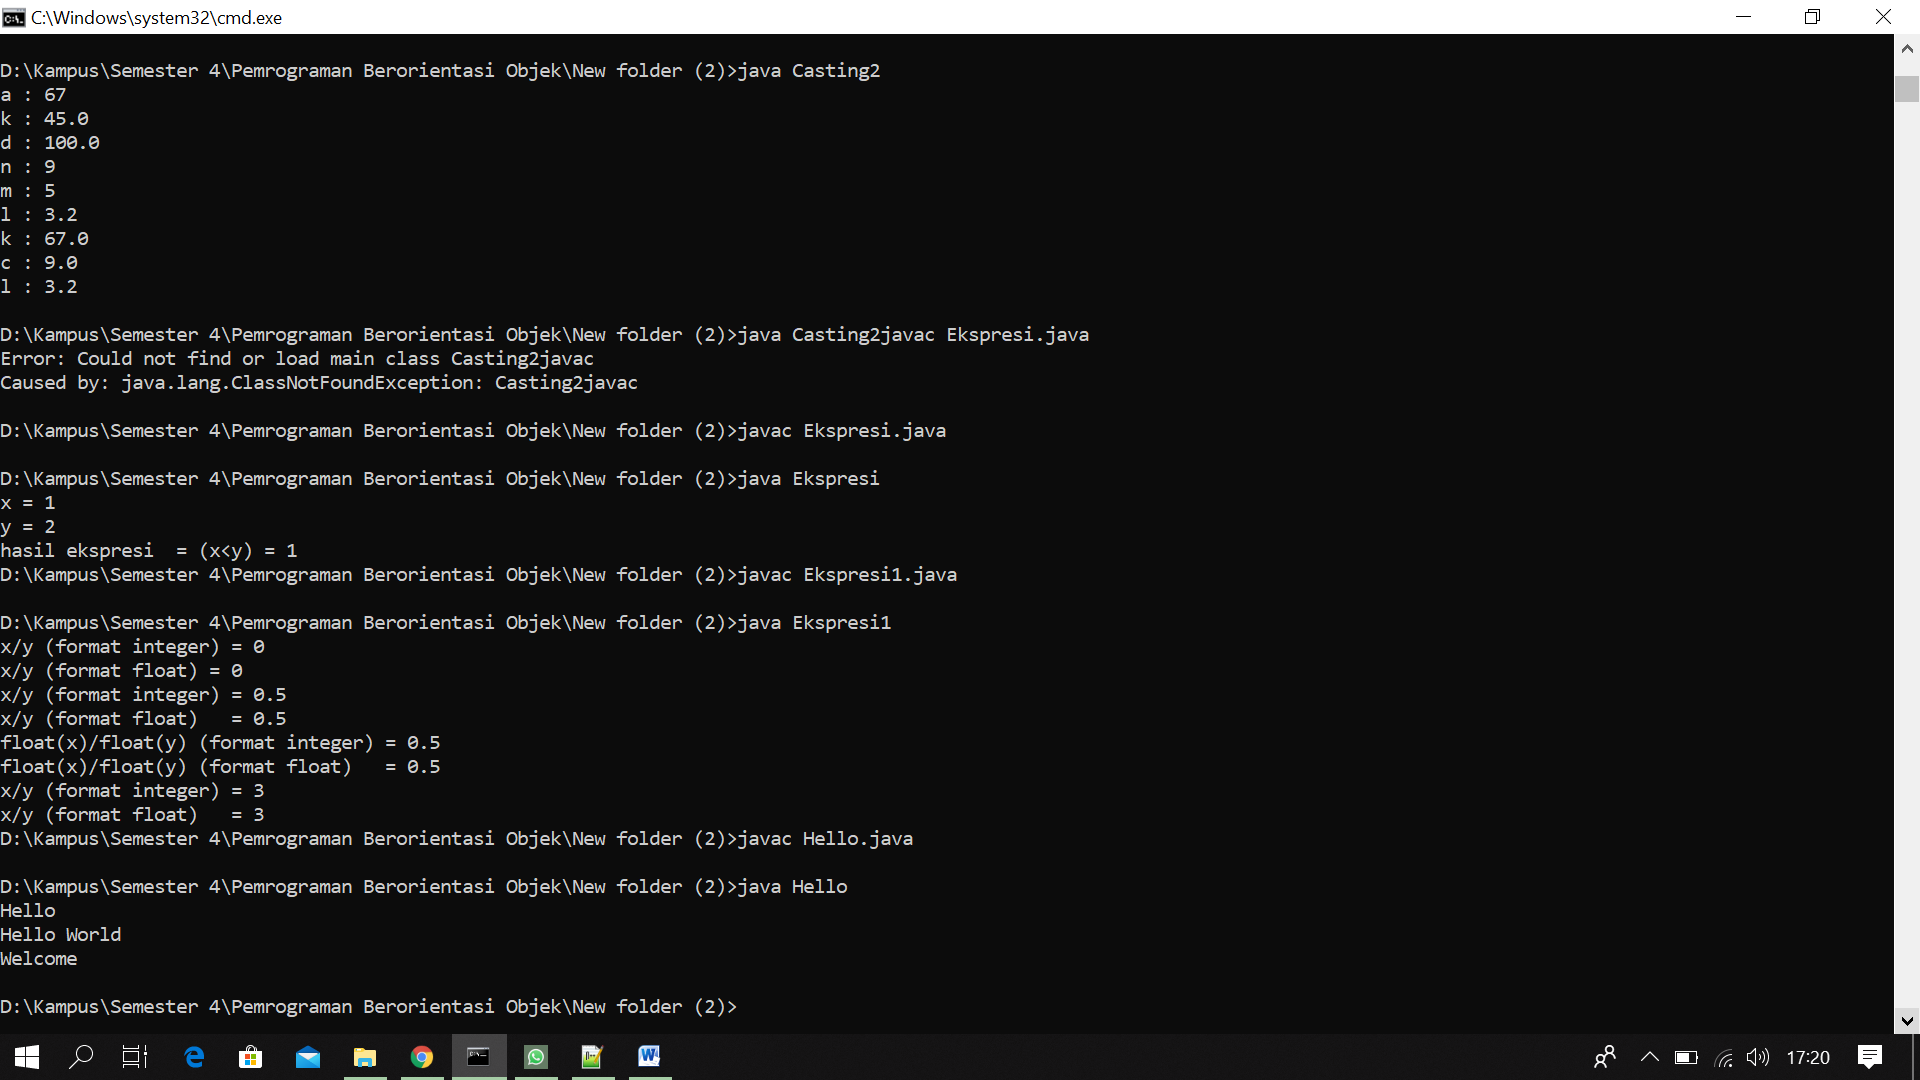 C:\Windows\system32\cmd.exe
D:\Kampus\Semester 4\Pemrograman Berorientasi Objek\New folder (2)>java Casting2
a : 67
k : 45.0
d : 100.0
n : 9
m : 5
l : 3.2
k : 67.0
c : 9.0
l : 3.2
D:\Kampus\Semester 4\Pemrograman Berorientasi Objek\New folder (2)>java Casting2javac Ekspresi.java
Error: Could not find or load main class Casting2javac
Caused by: java.lang.ClassNotFoundException: Casting2javac
D:\Kampus\Semester 4\Pemrograman Berorientasi Objek\New folder (2)>javac Ekspresi.java
D:\Kampus\Semester 4\Pemrograman Berorientasi Objek\New folder (2)>java Ekspresi
x = 1
y = 2
hasil ekspresi  = (x<y) = 1
D:\Kampus\Semester 4\Pemrograman Berorientasi Objek\New folder (2)>javac Ekspresi1.java
D:\Kampus\Semester 4\Pemrograman Berorientasi Objek\New folder (2)>java Ekspresi1
x/y (format integer) = 0
x/y (format float) = 0
x/y (format integer) = 0.5
x/y (format float)   = 0.5
float(x)/float(y) (format integer) = 0.5
float(x)/float(y) (format float)   = 0.5
x/y (format integer) = 3
x/y (format float)   = 3
D:\Kampus\Semester 4\Pemrograman Berorientasi Objek\New folder (2)>javac Hello.java
D:\Kampus\Semester 4\Pemrograman Berorientasi Objek\New folder (2)>java Hello
Hello
Hello World
Welcome
D:\Kampus\Semester 4\Pemrograman Berorientasi Objek\New folder (2)>
17:20